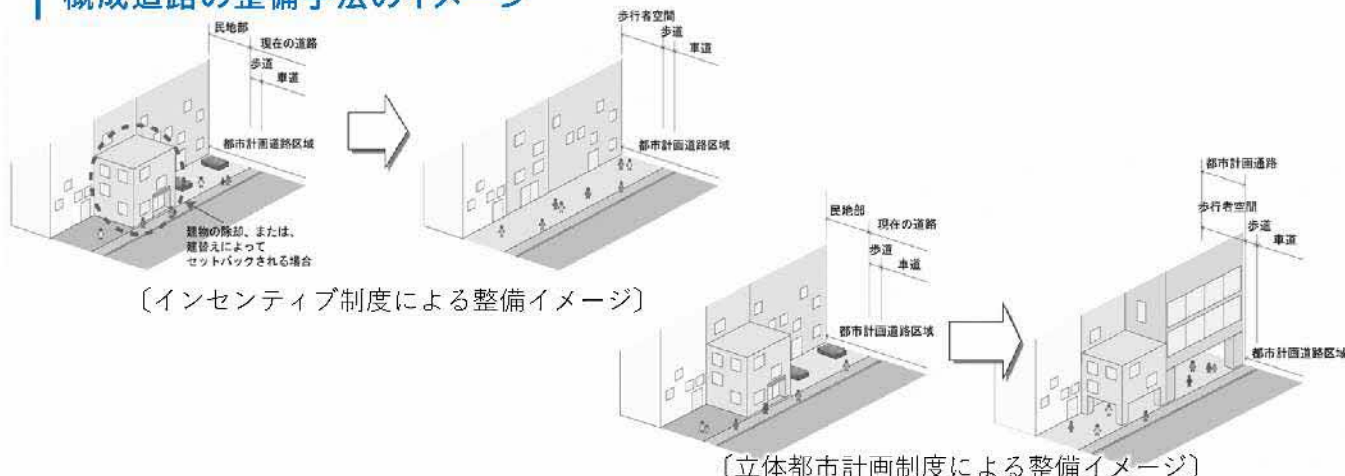 概成道路の整備手法のイメージ
民地部
現在の道路
歩道
車道
都市計画道路区域
建物の除却、または、
建替えによって
セットバックされる場合
歩行者空間
歩道
車道
都市計画道路区域
〔インセンティブ制度による整備イメージ〕
民地部
現在の道路
歩道
車道
都市計画道路区域
都市計画通路
歩行者空間
歩道
車道
都市計画道路区域
〔立体都市計画制度による整備イメージ〕